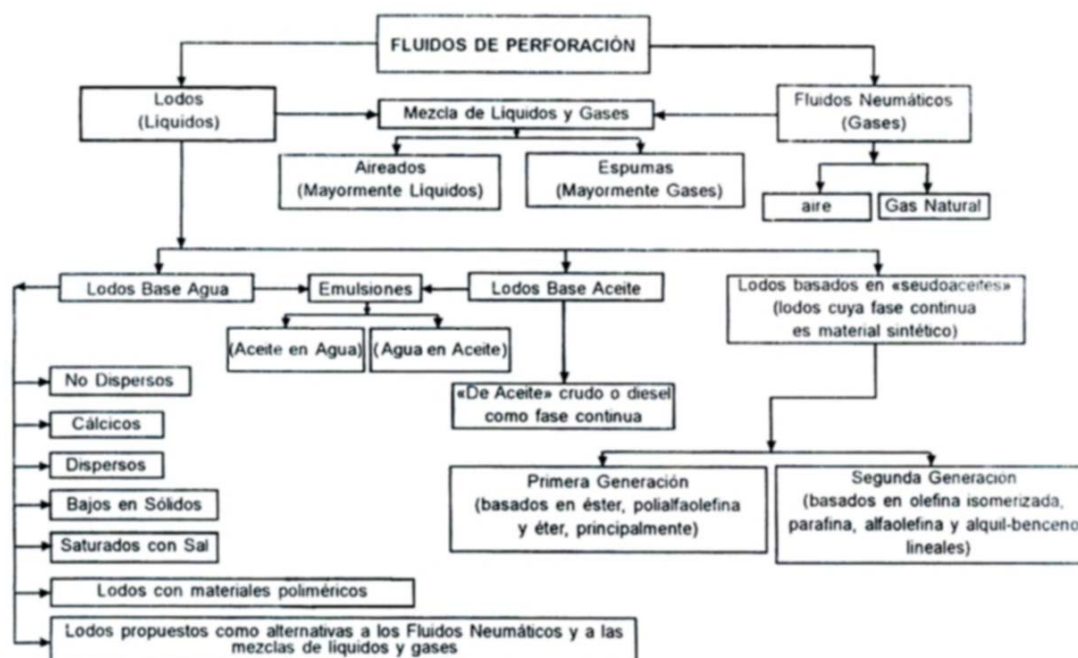 FLUIDOS DE PERFORACIÓN
Lodos
(Líquidos)
Mezcla de Líquidos y Gases
Fluidos Neumáticos
(Gases)
Aireados
(Mayormente Líquidos)
Espumas
(Mayormente Gases)
aire
Gas Natural
Lodos Base Agua
Emulsiones
Lodos Base Aceite
Lodos basados en «seudoaceites»
(lodos cuya fase continua
es material sintético)
(Aceite en Agua)
(Agua en Aceite)
«De Aceite» crudo o diesel
como fase continua
No Dispersos
Cálcicos
Dispersos
Bajos en Sólidos
Saturados con Sal
Lodos con materiales poliméricos
Lodos propuestos como alternativas a los Fluidos Neumáticos y a las
mezclas de líquidos y gases
Primera Generación
(basados en éster, polialfaolefina
y éter, principalmente)
Segunda Generación
(basados en olefina isomerizada,
parafina, alfaolefina y alquil-benceno
lineales)